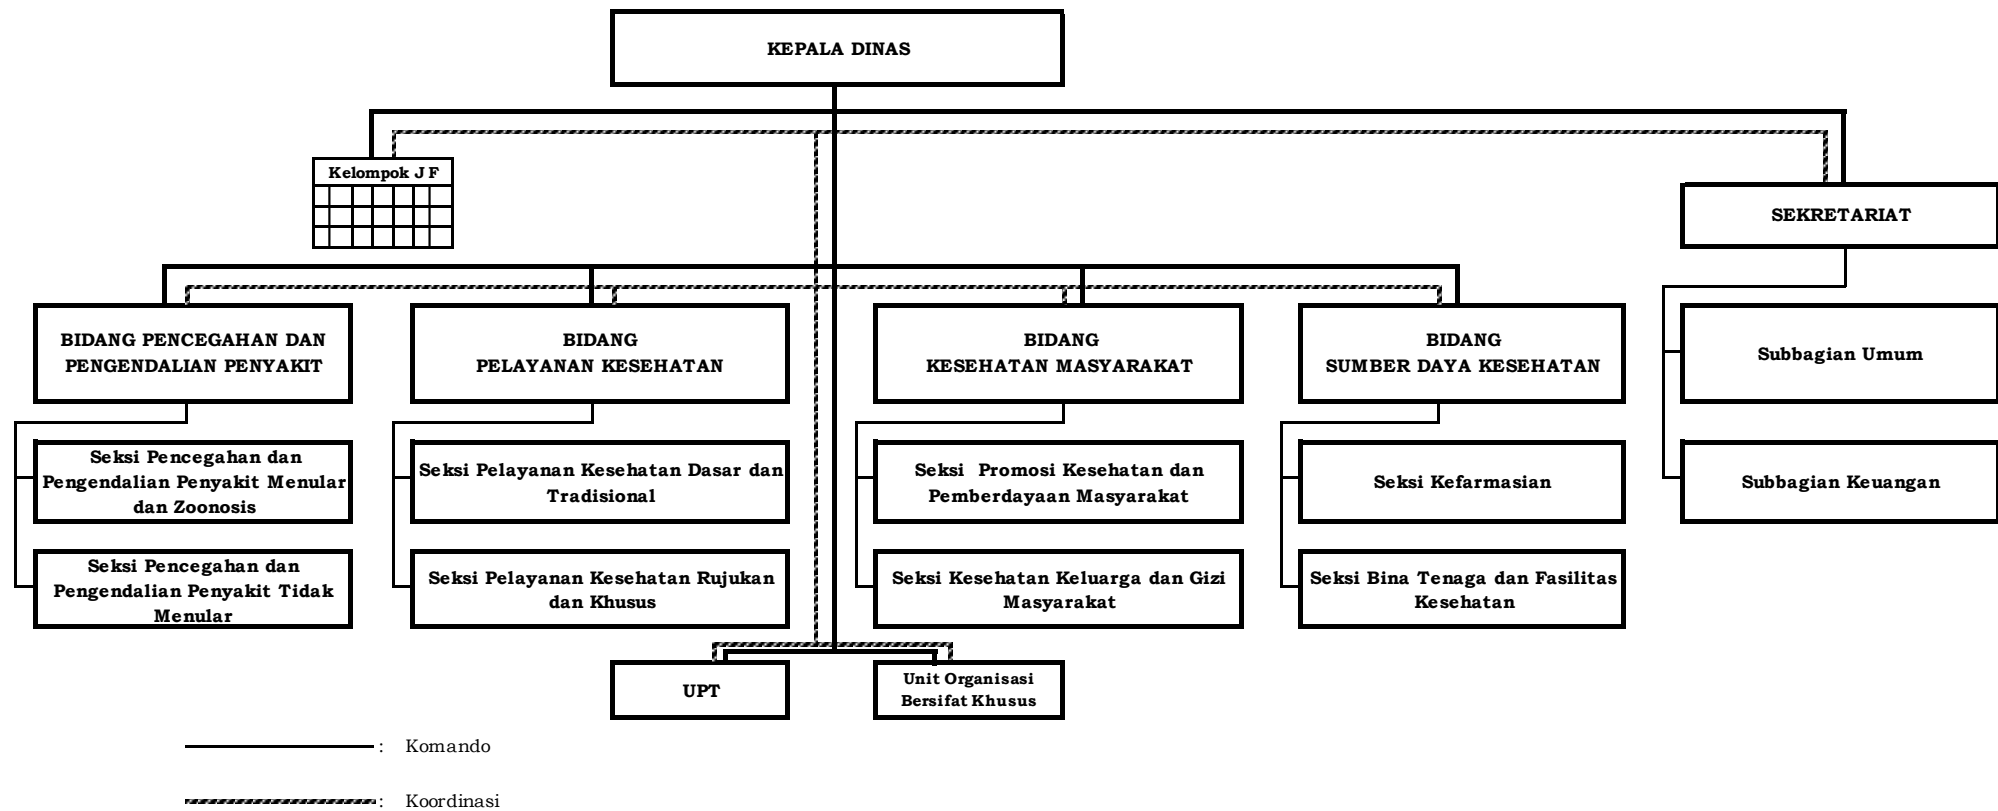 KEPALA DINAS
Kelompok J F
SEKRETARIAT
BIDANG PENCEGAHAN DAN
PENGENDALIAN PENYAKIT
BIDANG
PELAYANAN KESEHATAN
BIDANG
KESEHATAN MASYARAKAT
BIDANG
SUMBER DAYA KESEHATAN
Subbagian Umum
Seksi Pencegahan dan
Pengendalian Penyakit Menular
dan Zoonosis
Seksi Pelayanan Kesehatan Dasar dan
Tradisional
Seksi Promosi Kesehatan dan
Pemberdayaan Masyarakat
Seksi Kefarmasian
Subbagian Keuangan
Seksi Pencegahan dan
Pengendalian Penyakit Tidak
Menular
Seksi Pelayanan Kesehatan Rujukan
dan Khusus
Seksi Kesehatan Keluarga dan Gizi
Masyarakat
Seksi Bina Tenaga dan Fasilitas
Kesehatan
UPT
Unit Organisasi
Bersifat Khusus
: Komando
: Koordinasi